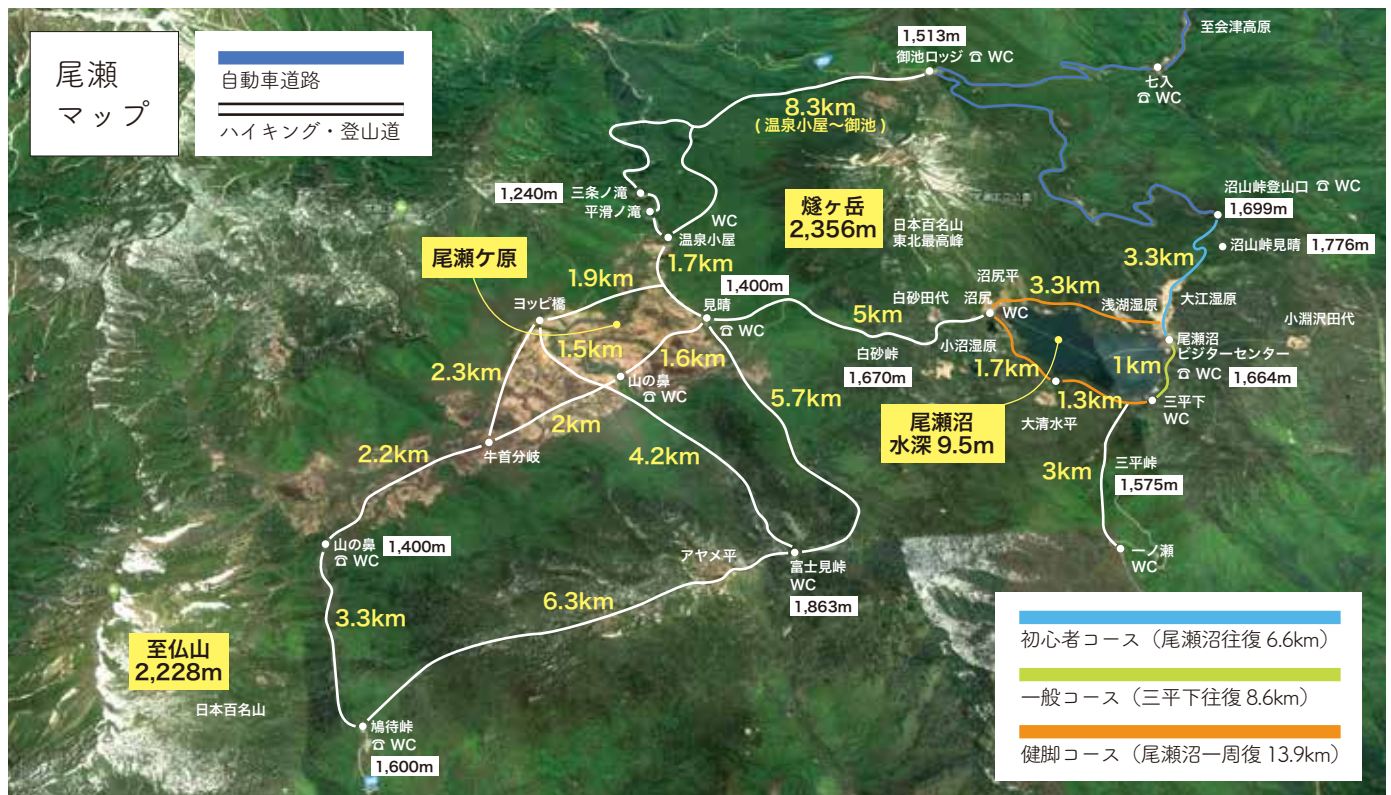 尾瀬
マップ
自動車道路
ハイキング・登山道
至会津高原
1,513m
御池ロッジ ☎ WC
七入
☎ WC
8.3km
( 温泉小屋〜御池 )
1,240m
三条ノ滝
平滑ノ滝
WC
温泉小屋
燧ヶ岳
2,356m
日本百名山
東北最高峰
沼山峠登山口 ☎ WC
1,699m
沼山峠見晴 1,776m
3.3km
尾瀬ケ原
1.9km
1.7km
1,400m
ヨッピ橋
見晴
☎ WC
5km
白砂田代
沼尻平
沼尻
WC
3.3km
浅湖湿原
大江湿原
小淵沢田代
1.5km
1.6km
白砂峠
1,670m
小沼湿原
1.7km
1km
尾瀬沼
ビジターセンター
☎ WC 1,664m
2.3km
山の鼻
☎ WC
5.7km
1.3km
三平下
WC
尾瀬沼
水深 9.5m
大清水平
2km
牛首分岐
2.2km
4.2km
3km
三平峠
1,575m
山の鼻 1,400m
☎ WC
アヤメ平
富士見峠
WC
1,863m
一ノ瀬
WC
3.3km
6.3km
至仏山
2,228m
日本百名山
鳩待峠
☎ WC
1,600m
初心者コース（尾瀬沼往復 6.6km）
一般コース（三平下往復 8.6km）
健脚コース（尾瀬沼一周復 13.9km）